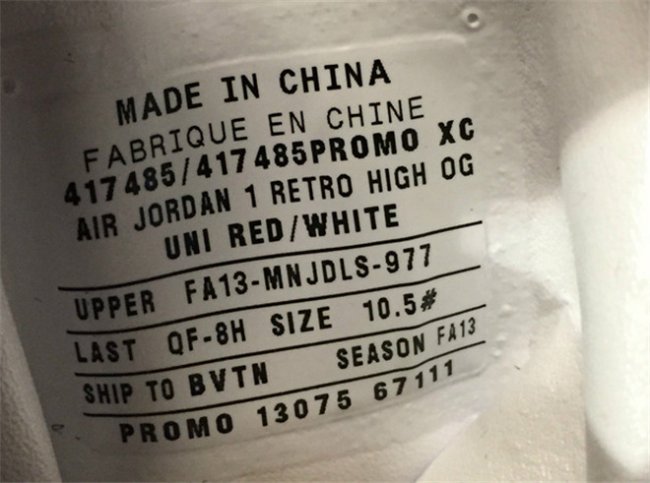 MADE IN CHINA
FABRIQUE EN CHINE
417485/417485PROMO XC
AIR JORDAN 1 RETRO HIGH OG
UNI RED/WHITE
UPPER FA13-MNJDLS-977
LAST QF-8H SIZE 10.5#
SHIP TO BVTN SEASON FA13
PROMO 13075 67111